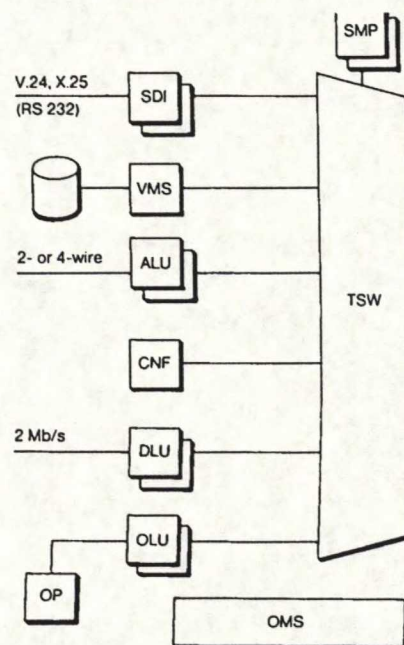 SMP
V.24, X.25
(RS 232)
SDI
VMS
2- or 4-wire
ALU
TSW
CNF
2 Mb/s
DLU
OLU
OP
OMS